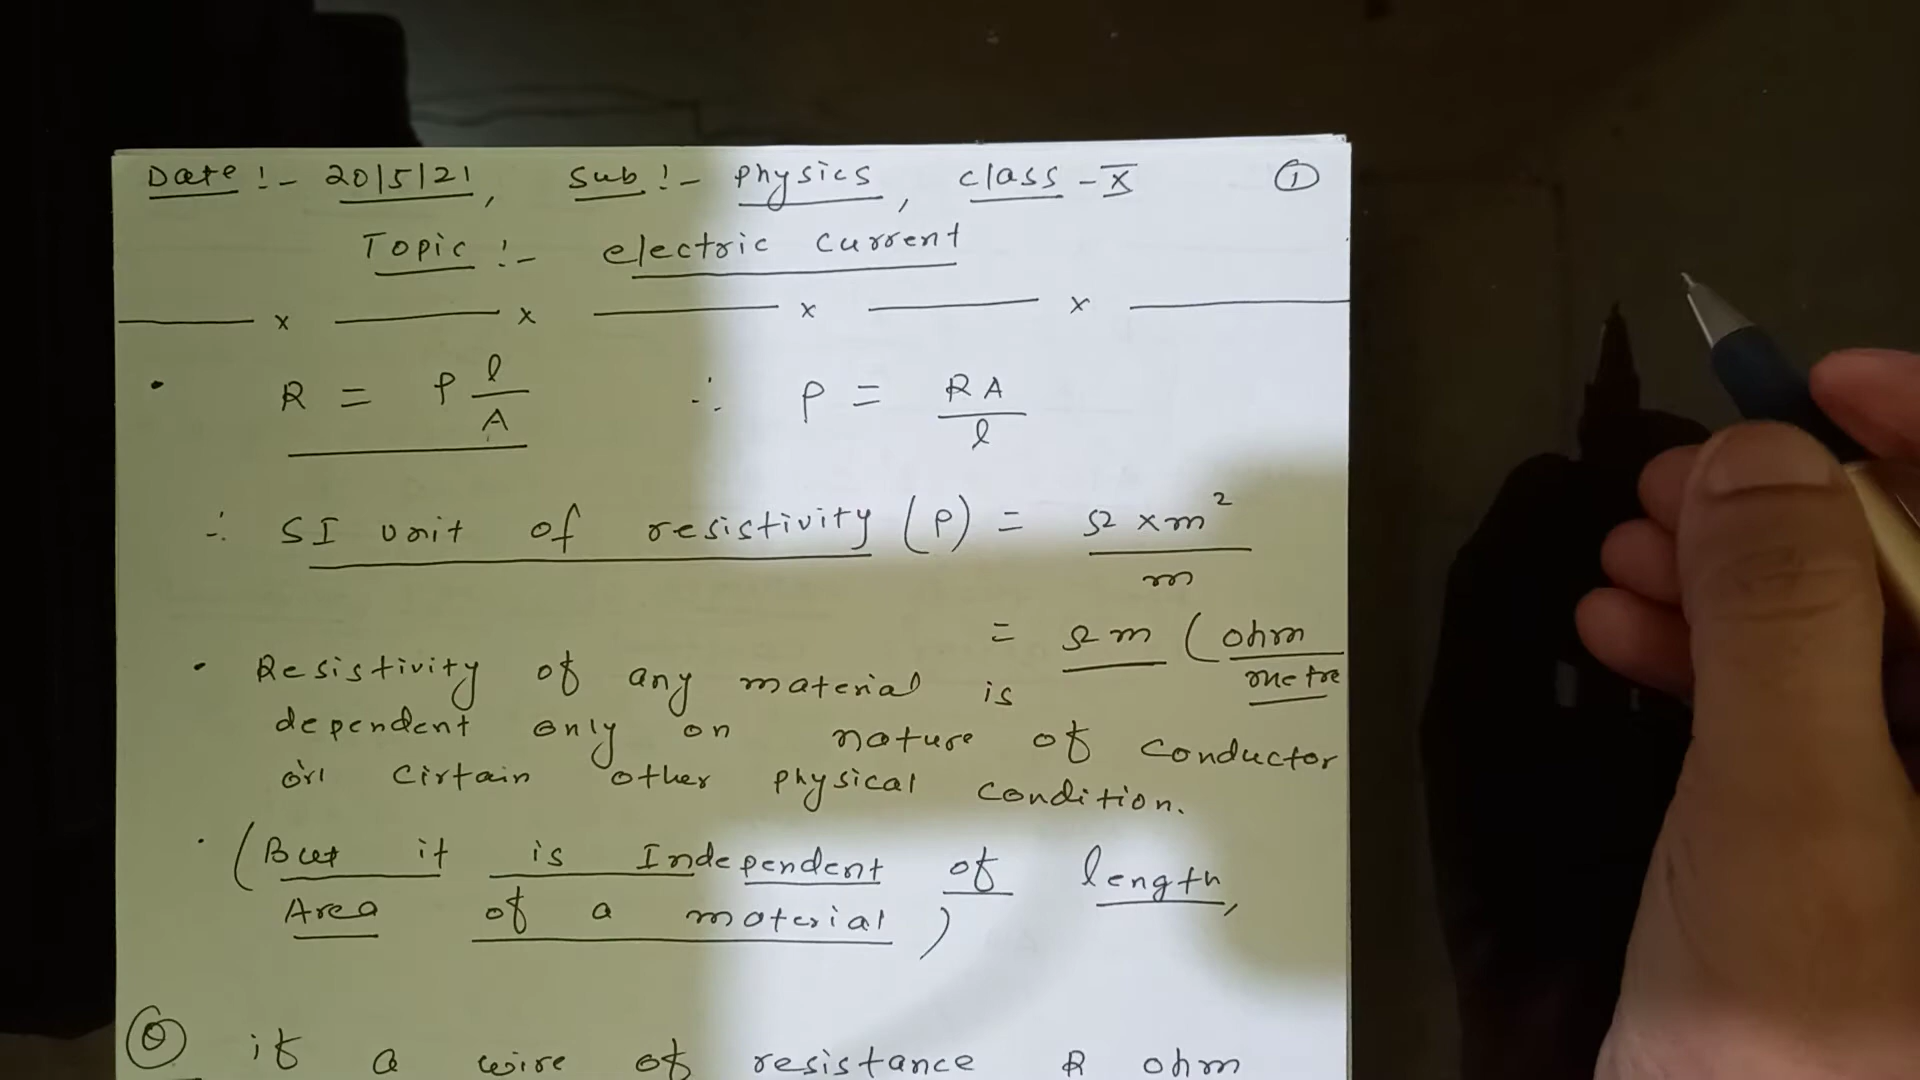 Date :- 20/5/21, Sub :- Physics, class - X ①
Topic :- electric current
x x x x
• R = ρ l/A ∴ ρ = RA/l
∴ SI unit of resistivity (ρ) = Ω x m²/m
= Ω m (ohm metre
• Resistivity of any material is
dependent only on nature of conductor
or cirtain other physical condition.
• (But it is Independent of length,
Area of a material)
Q if a wire of resistance R ohm